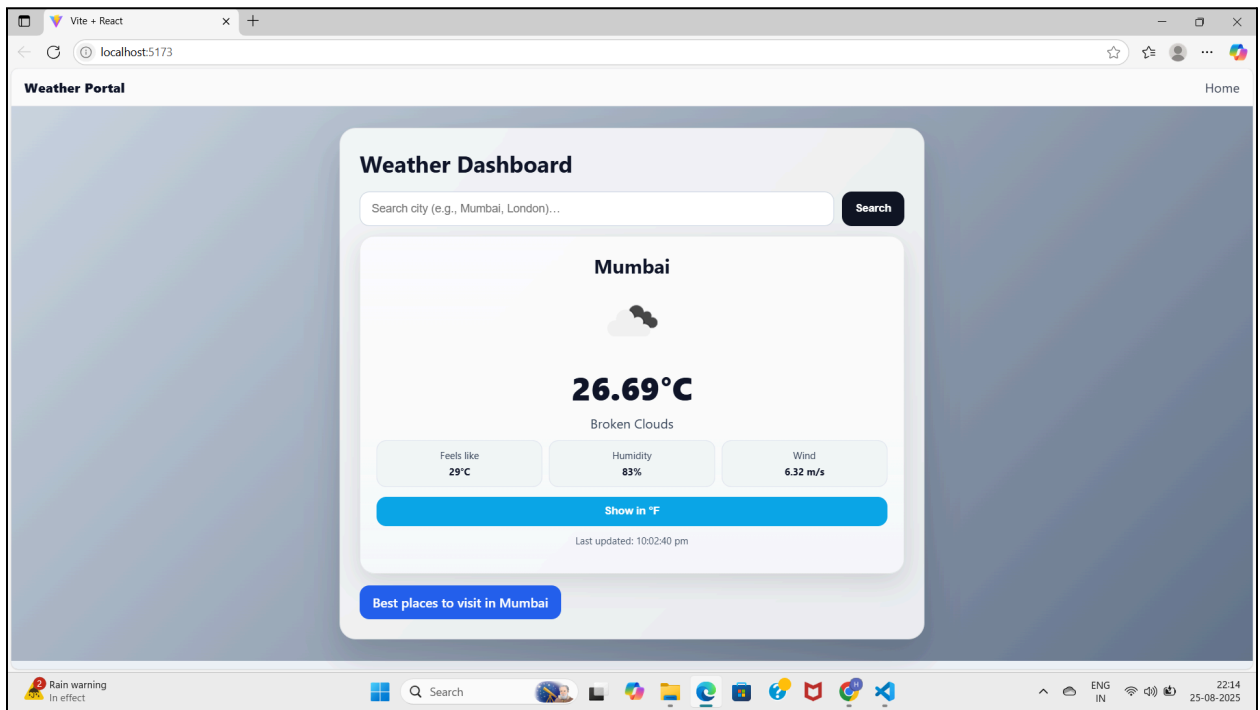 Vite + React
localhost:5173
Weather Portal
Home
Weather Dashboard
Search city (e.g., Mumbai, London)…
Search
Mumbai
26.69°C
Broken Clouds
Feels like
29°C
Humidity
83%
Wind
6.32 m/s
Show in °F
Last updated: 10:02:40 pm
Best places to visit in Mumbai
2
Rain warning
In effect
Search
H
ENG
IN
22:14
25-08-2025